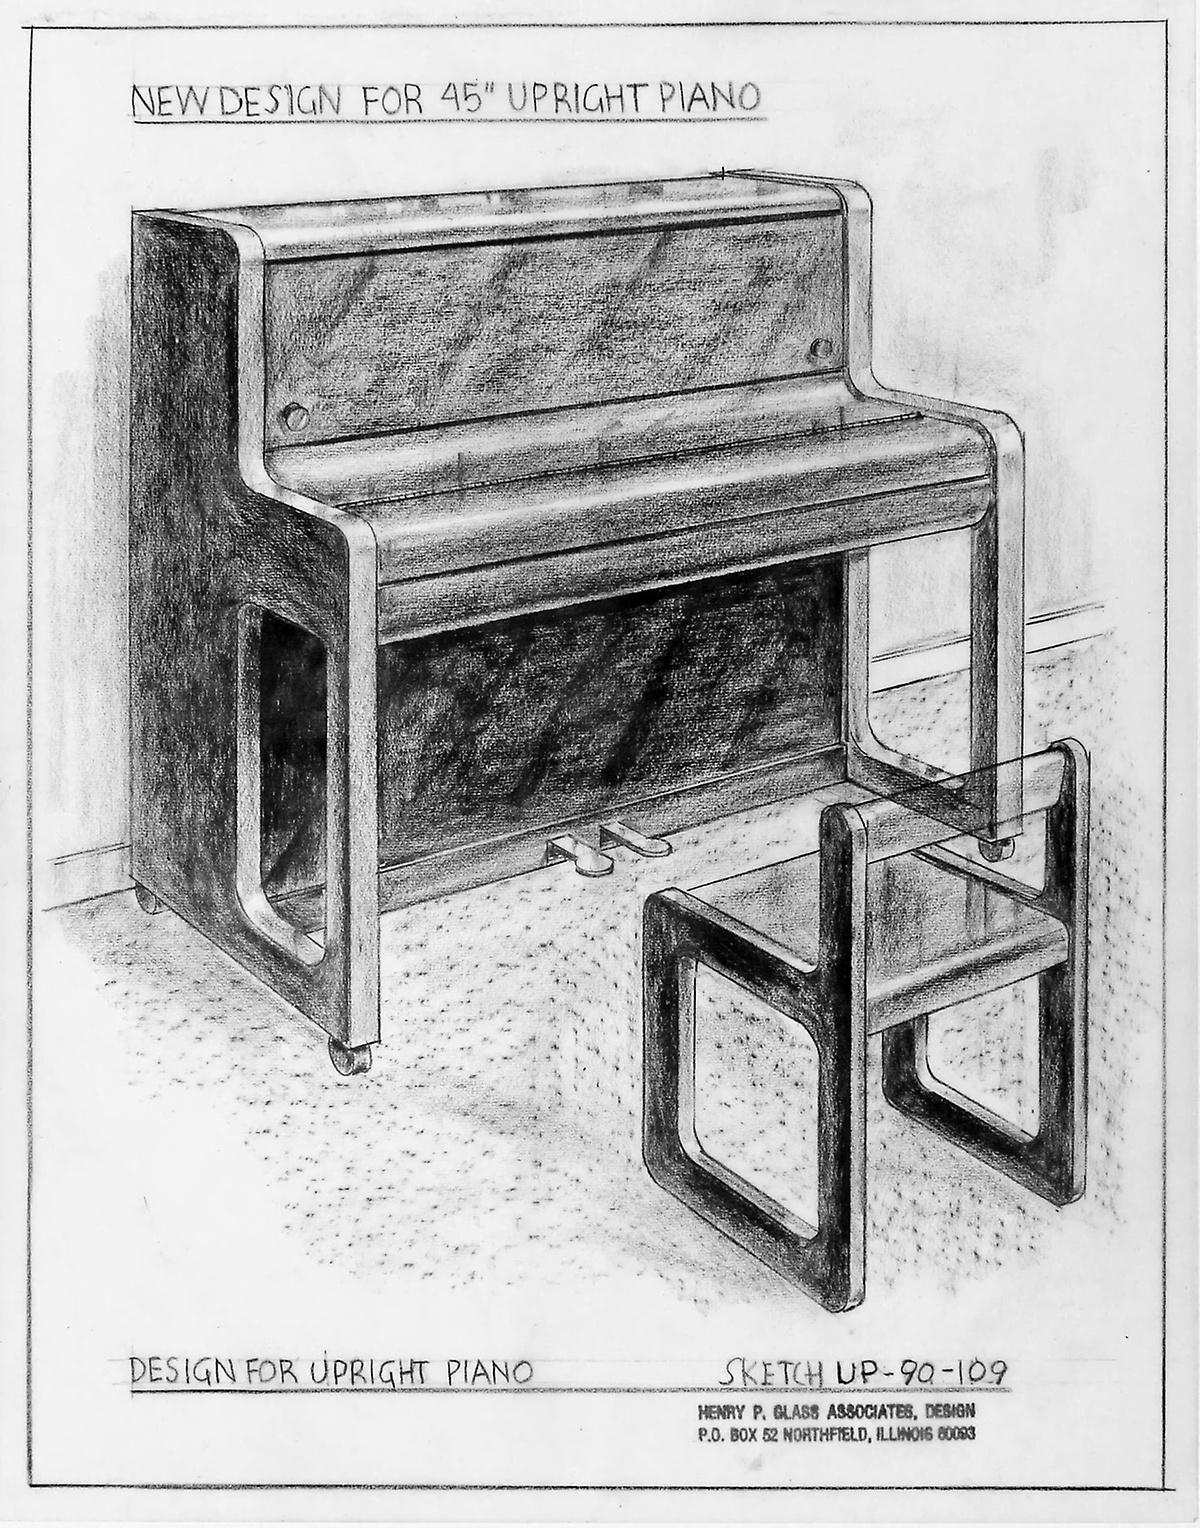 NEW DESIGN FOR 45" UPRIGHT PIANO
DESIGN FOR UPRIGHT PIANO
SKETCH UP-90-109
HENRY P. GLASS ASSOCIATES, DESIGN
P.O. BOX 52 NORTHFIELD, ILLINOIS 60093